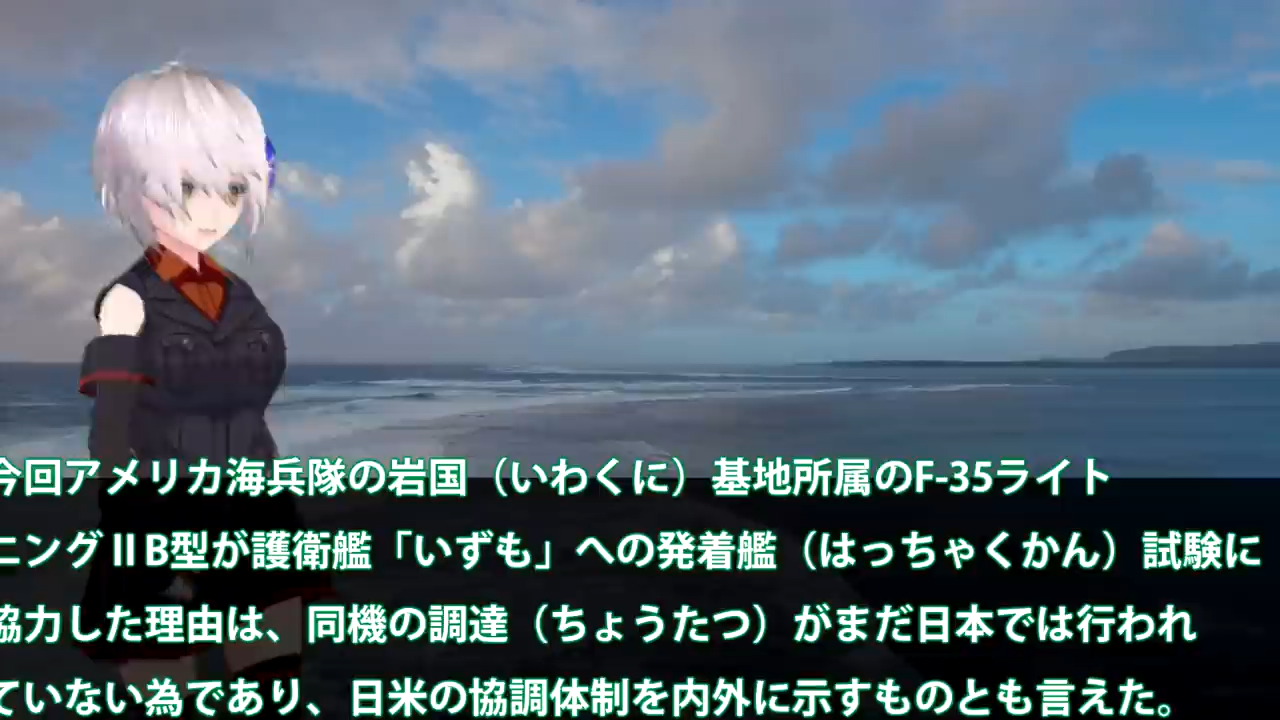 今回アメリカ海兵隊の岩国（いわくに）基地所属のF-35ライト
ニングⅡB型が護衛艦「いずも」への発着艦（はっちゃくかん）試験に
協力した理由は、同機の調達（ちょうたつ）がまだ日本では行われ
ていない為であり、日米の協調体制を内外に示すものとも言えた。